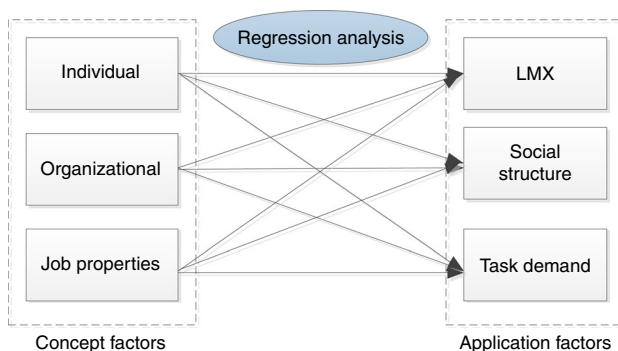 Regression analysis
Individual
Organizational
Job properties
Concept factors
LMX
Social
structure
Task demand
Application factors